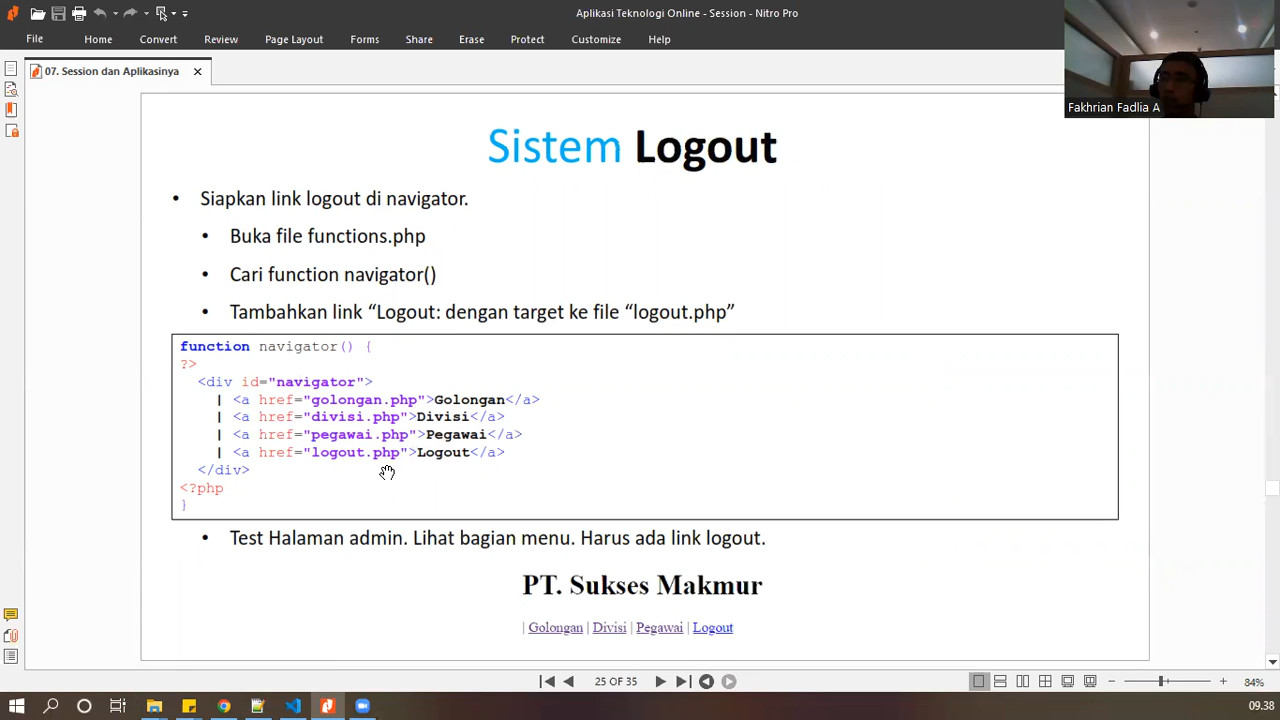 Aplikasi Teknologi Online - Session - Nitro Pro
File Home Convert Review Page Layout Forms Share Erase Protect Customize Help
07. Session dan Aplikasinya
Fakhrian Fadlia A
Sistem Logout
• Siapkan link logout di navigator.
• Buka file functions.php
• Cari function navigator()
• Tambahkan link “Logout: dengan target ke file “logout.php”
function navigator() {
?>
<div id="navigator">
| <a href="golongan.php">Golongan</a>
| <a href="divisi.php">Divisi</a>
| <a href="pegawai.php">Pegawai</a>
| <a href="logout.php">Logout</a>
</div>
<?php
}
• Test Halaman admin. Lihat bagian menu. Harus ada link logout.
PT. Sukses Makmur
| Golongan | Divisi | Pegawai | Logout
25 OF 35
84%
09.38